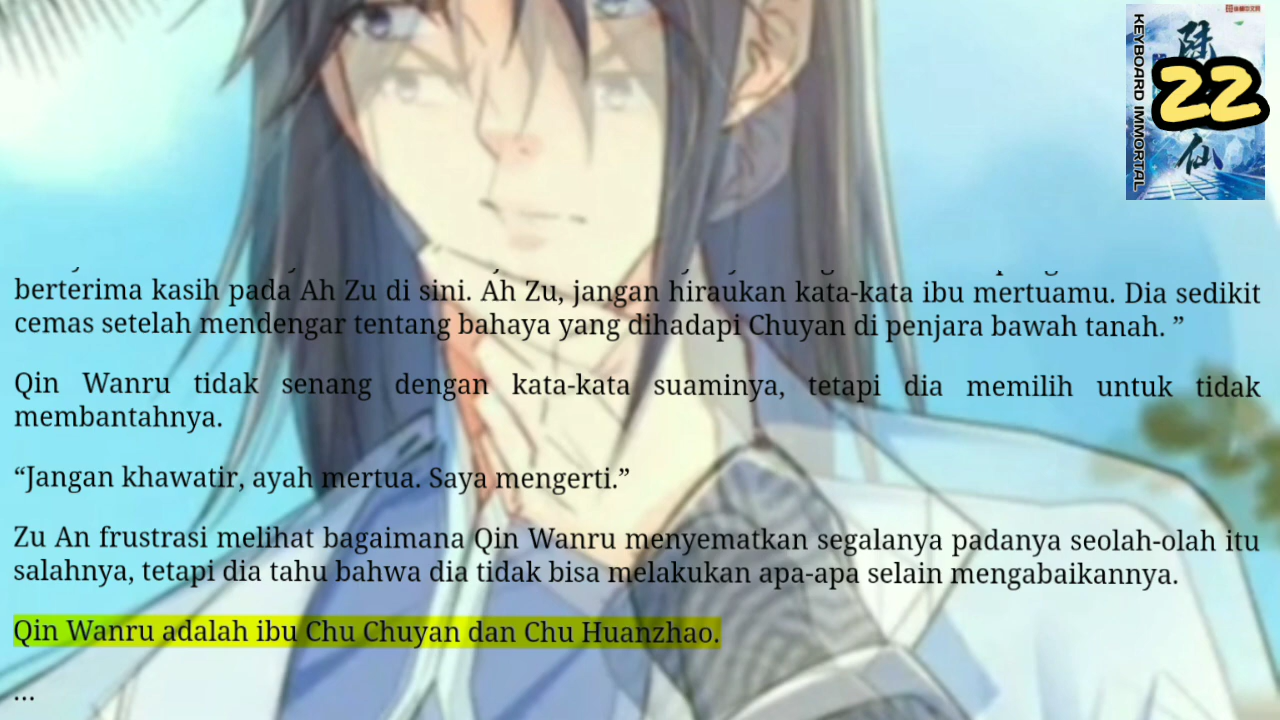 陆
仙
KEYBOARD IMMORTAL
22
berterima kasih pada Ah Zu di sini. Ah Zu, jangan hiraukan kata-kata ibu mertuamu. Dia sedikit
cemas setelah mendengar tentang bahaya yang dihadapi Chuyan di penjara bawah tanah. ”
Qin Wanru tidak senang dengan kata-kata suaminya, tetapi dia memilih untuk tidak
membantahnya.
“Jangan khawatir, ayah mertua. Saya mengerti.”
Zu An frustrasi melihat bagaimana Qin Wanru menyematkan segalanya padanya seolah-olah itu
salahnya, tetapi dia tahu bahwa dia tidak bisa melakukan apa-apa selain mengabaikannya.
Qin Wanru adalah ibu Chu Chuyan dan Chu Huanzhao.
...